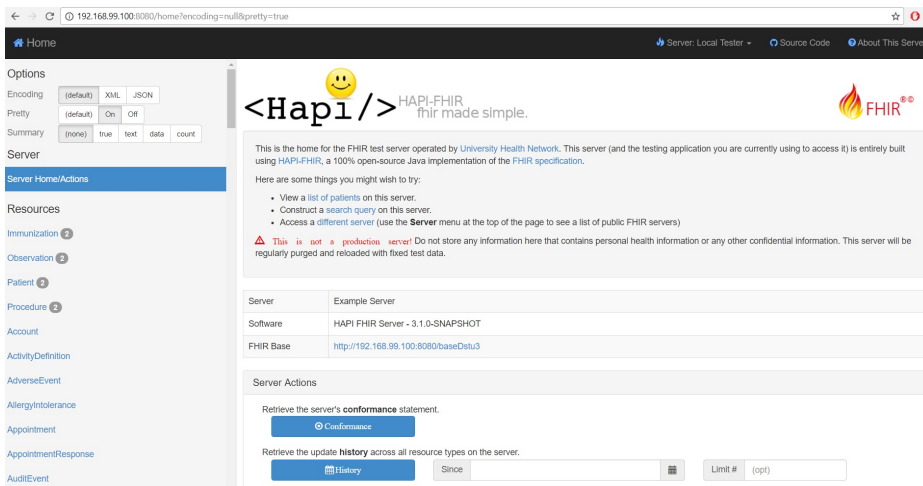 192.168.99.100:8080/home?encoding=null&pretty=true
Home
Server: Local Tester
Source Code
About This Serve
Options
Encoding (default) XML JSON
Pretty (default) On Off
Summary (none) true text data count
Server
Server Home/Actions
Resources
Immunization 2
Observation 2
Patient 2
Procedure 2
Account
ActivityDefinition
AdverseEvent
AllergyIntolerance
Appointment
AppointmentResponse
AuditEvent
<Hapi/>
HAPI-FHIR
fhir made simple.
FHIR®©
This is the home for the FHIR test server operated by University Health Network. This server (and the testing application you are currently using to access it) is entirely built
using HAPI-FHIR, a 100% open-source Java implementation of the FHIR specification.
Here are some things you might wish to try:
• View a list of patients on this server.
• Construct a search query on this server.
• Access a different server (use the Server menu at the top of the page to see a list of public FHIR servers)
This is not a production server! Do not store any information here that contains personal health information or any other confidential information. This server will be
regularly purged and reloaded with fixed test data.
Server Example Server
Software HAPI FHIR Server - 3.1.0-SNAPSHOT
FHIR Base http://192.168.99.100:8080/baseDstu3
Server Actions
Retrieve the server's conformance statement.
Conformance
Retrieve the update history across all resource types on the server.
History Since Limit # (opt)